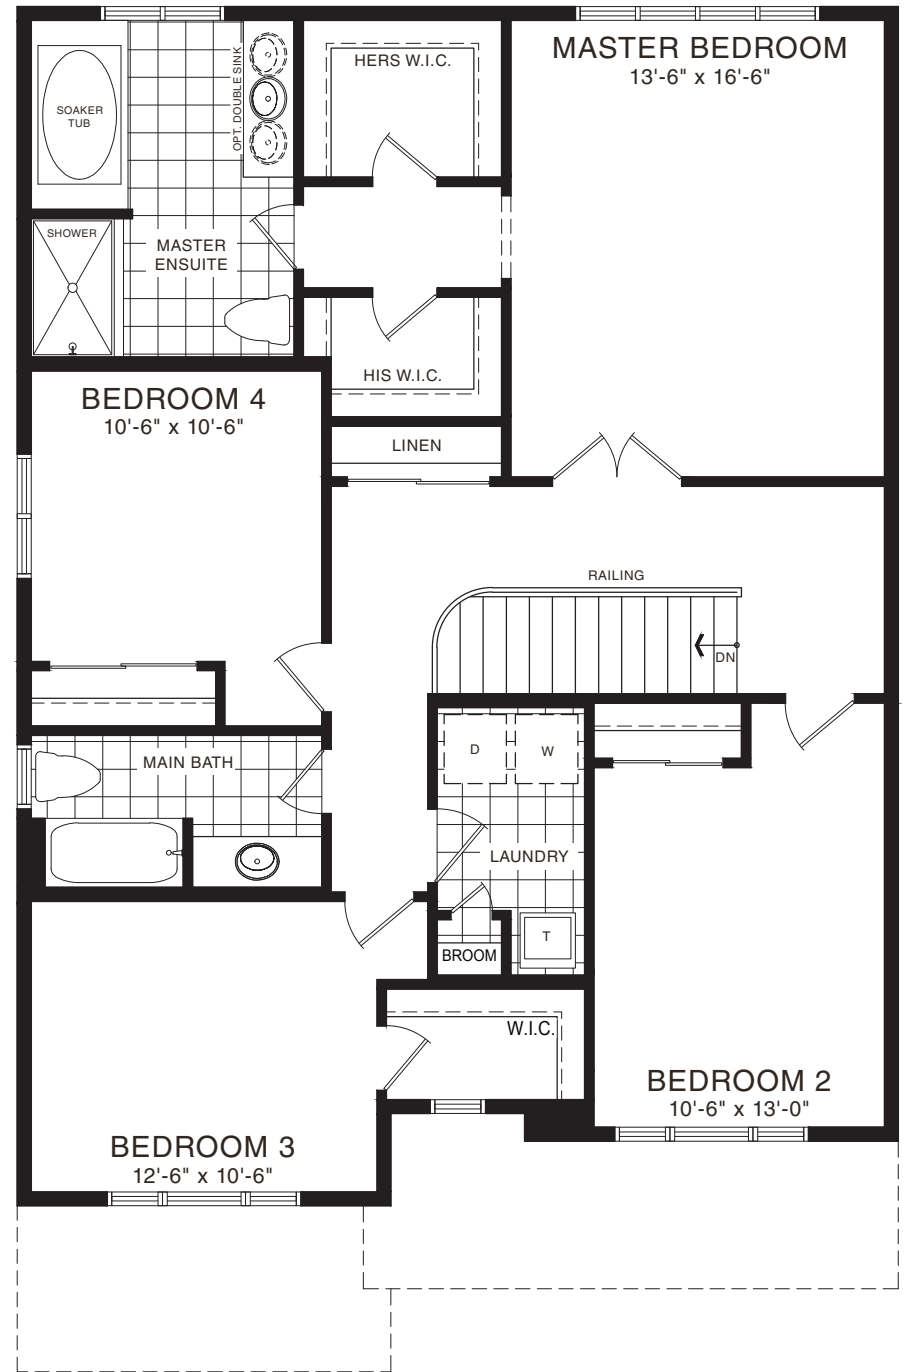 MASTER BEDROOM
13'-6" x 16'-6"
HERS W.I.C.
OPT. DOUBLE SINK
SOAKER
TUB
SHOWER
MASTER
ENSUITE
HIS W.I.C.
BEDROOM 4
10'-6" x 10'-6"
LINEN
RAILING
DN
D
W
MAIN BATH
LAUNDRY
T
BROOM
W.I.C.
BEDROOM 2
10'-6" x 13'-0"
BEDROOM 3
12'-6" x 10'-6"